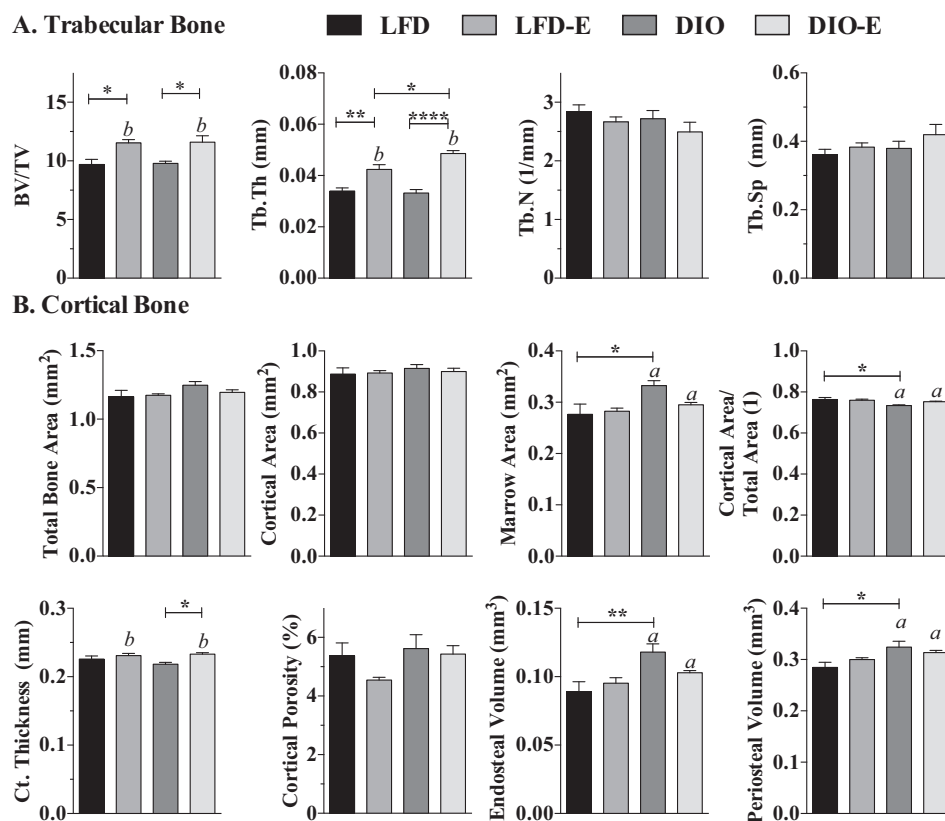 A. Trabecular Bone
LFD LFD-E DIO DIO-E
BV/TV
15
10
5
0
* *
b b
Tb.Th (mm)
0.08
0.06
0.04
0.02
0.00
*
** ****
b b
Tb.N (1/mm)
3
2
1
0
Tb.Sp (mm)
0.6
0.4
0.2
0.0
B. Cortical Bone
Total Bone Area (mm²)
1.5
1.0
0.5
0.0
Cortical Area (mm²)
1.0
0.8
0.6
0.4
0.2
0.0
Marrow Area (mm²)
0.4
0.3
0.2
0.1
0.0
*
a a
Cortical Area/
Total Area (1)
1.0
0.8
0.6
0.4
0.2
0.0
*
a a
Ct. Thickness (mm)
0.3
0.2
0.1
0.0
*
b b
Cortical Porosity (%)
8
6
4
2
0
Endosteal Volume (mm³)
0.15
0.10
0.05
0.00
**
a a
Periosteal Volume (mm³)
0.4
0.3
0.2
0.1
0.0
*
a a